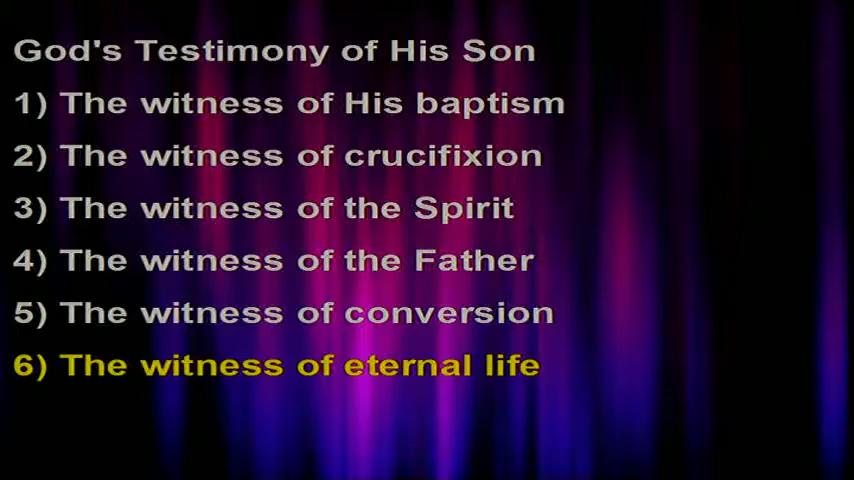 God's Testimony of His Son
1) The witness of His baptism
2) The witness of crucifixion
3) The witness of the Spirit
4) The witness of the Father
5) The witness of conversion
6) The witness of eternal life